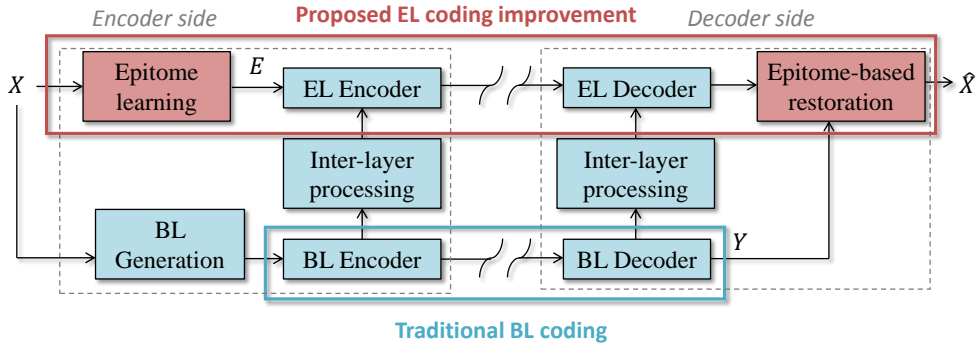 Encoder side
Proposed EL coding improvement
Decoder side
X
Epitome
learning
E
EL Encoder
EL Decoder
Epitome-based
restoration
X̂
Inter-layer
processing
Inter-layer
processing
BL
Generation
BL Encoder
BL Decoder
Y
Traditional BL coding